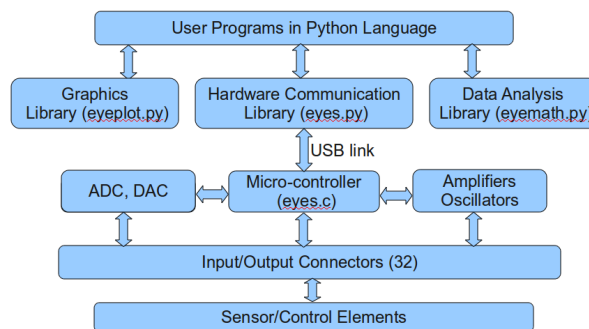 User Programs in Python Language
Graphics
Library (eyeplot.py)
Hardware Communication
Library (eyes.py)
Data Analysis
Library (eyemath.py)
USB link
ADC, DAC
Micro-controller
(eyes.c)
Amplifiers
Oscillators
Input/Output Connectors (32)
Sensor/Control Elements